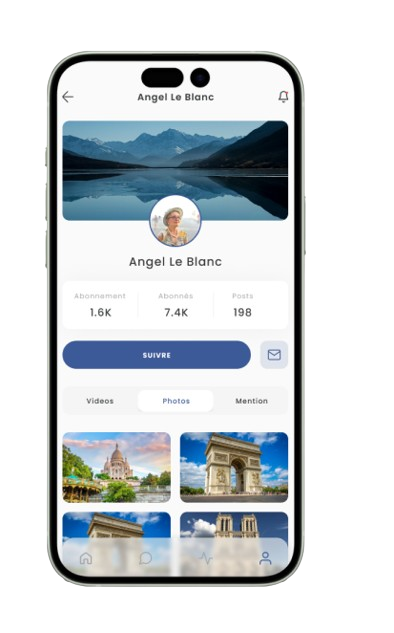 Angel Le Blanc
Angel Le Blanc
Abonnement Abonnés Posts
1.6K 7.4K 198
SUIVRE
Videos Photos Mention